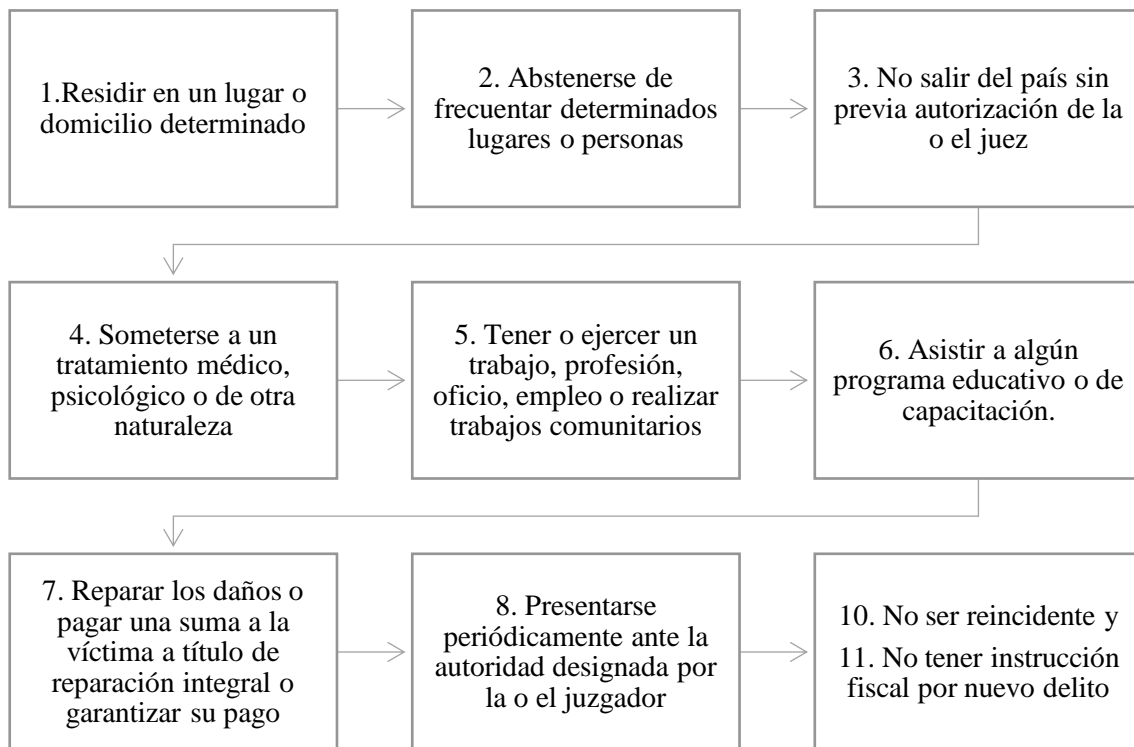 1.Residir en un lugar o
domicilio determinado
2. Abstenerse de
frecuentar determinados
lugares o personas
3. No salir del país sin
previa autorización de la
o el juez
4. Someterse a un
tratamiento médico,
psicológico o de otra
naturaleza
5. Tener o ejercer un
trabajo, profesión,
oficio, empleo o realizar
trabajos comunitarios
6. Asistir a algún
programa educativo o de
capacitación.
7. Reparar los daños o
pagar una suma a la
víctima a título de
reparación integral o
garantizar su pago
8. Presentarse
periódicamente ante la
autoridad designada por
la o el juzgador
10. No ser reincidente y
11. No tener instrucción
fiscal por nuevo delito